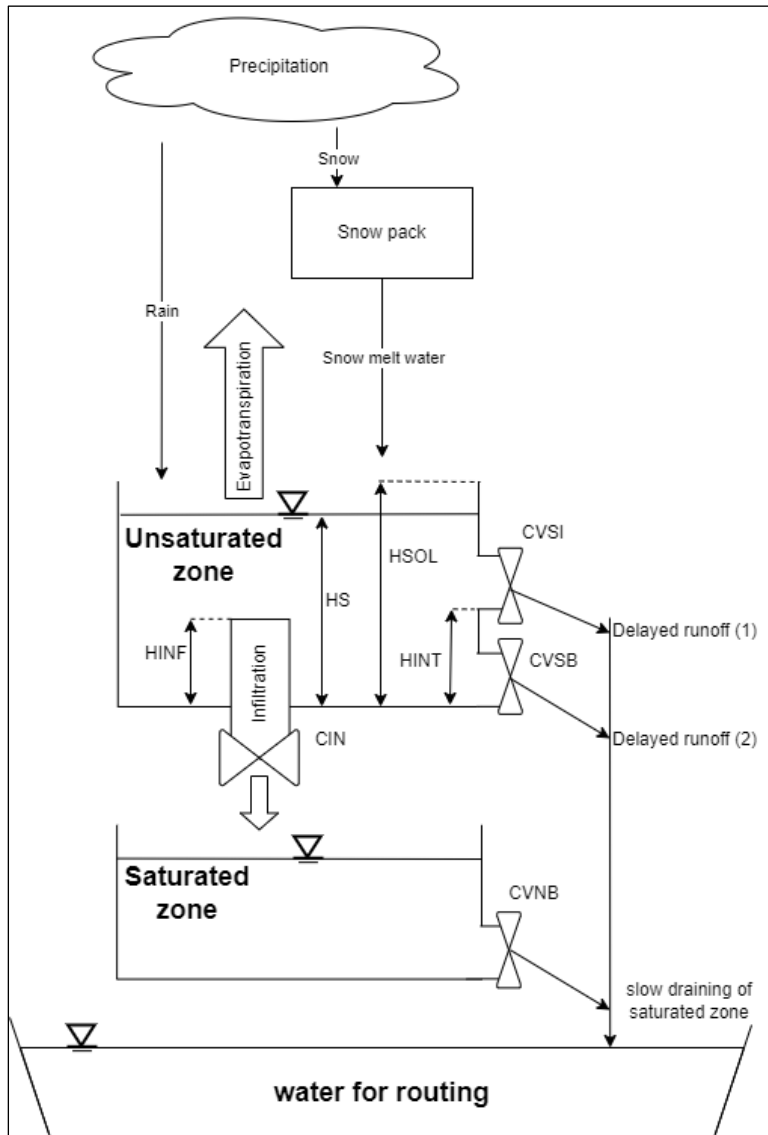 Precipitation
Snow
Snow pack
Rain
Evapotranspiration
Snow melt water
Unsaturated
zone
HSOL
CVSI
HS
HINF
Infiltration
HINT
CVSB
Delayed runoff (1)
CIN
Delayed runoff (2)
Saturated
zone
CVNB
slow draining of
saturated zone
water for routing